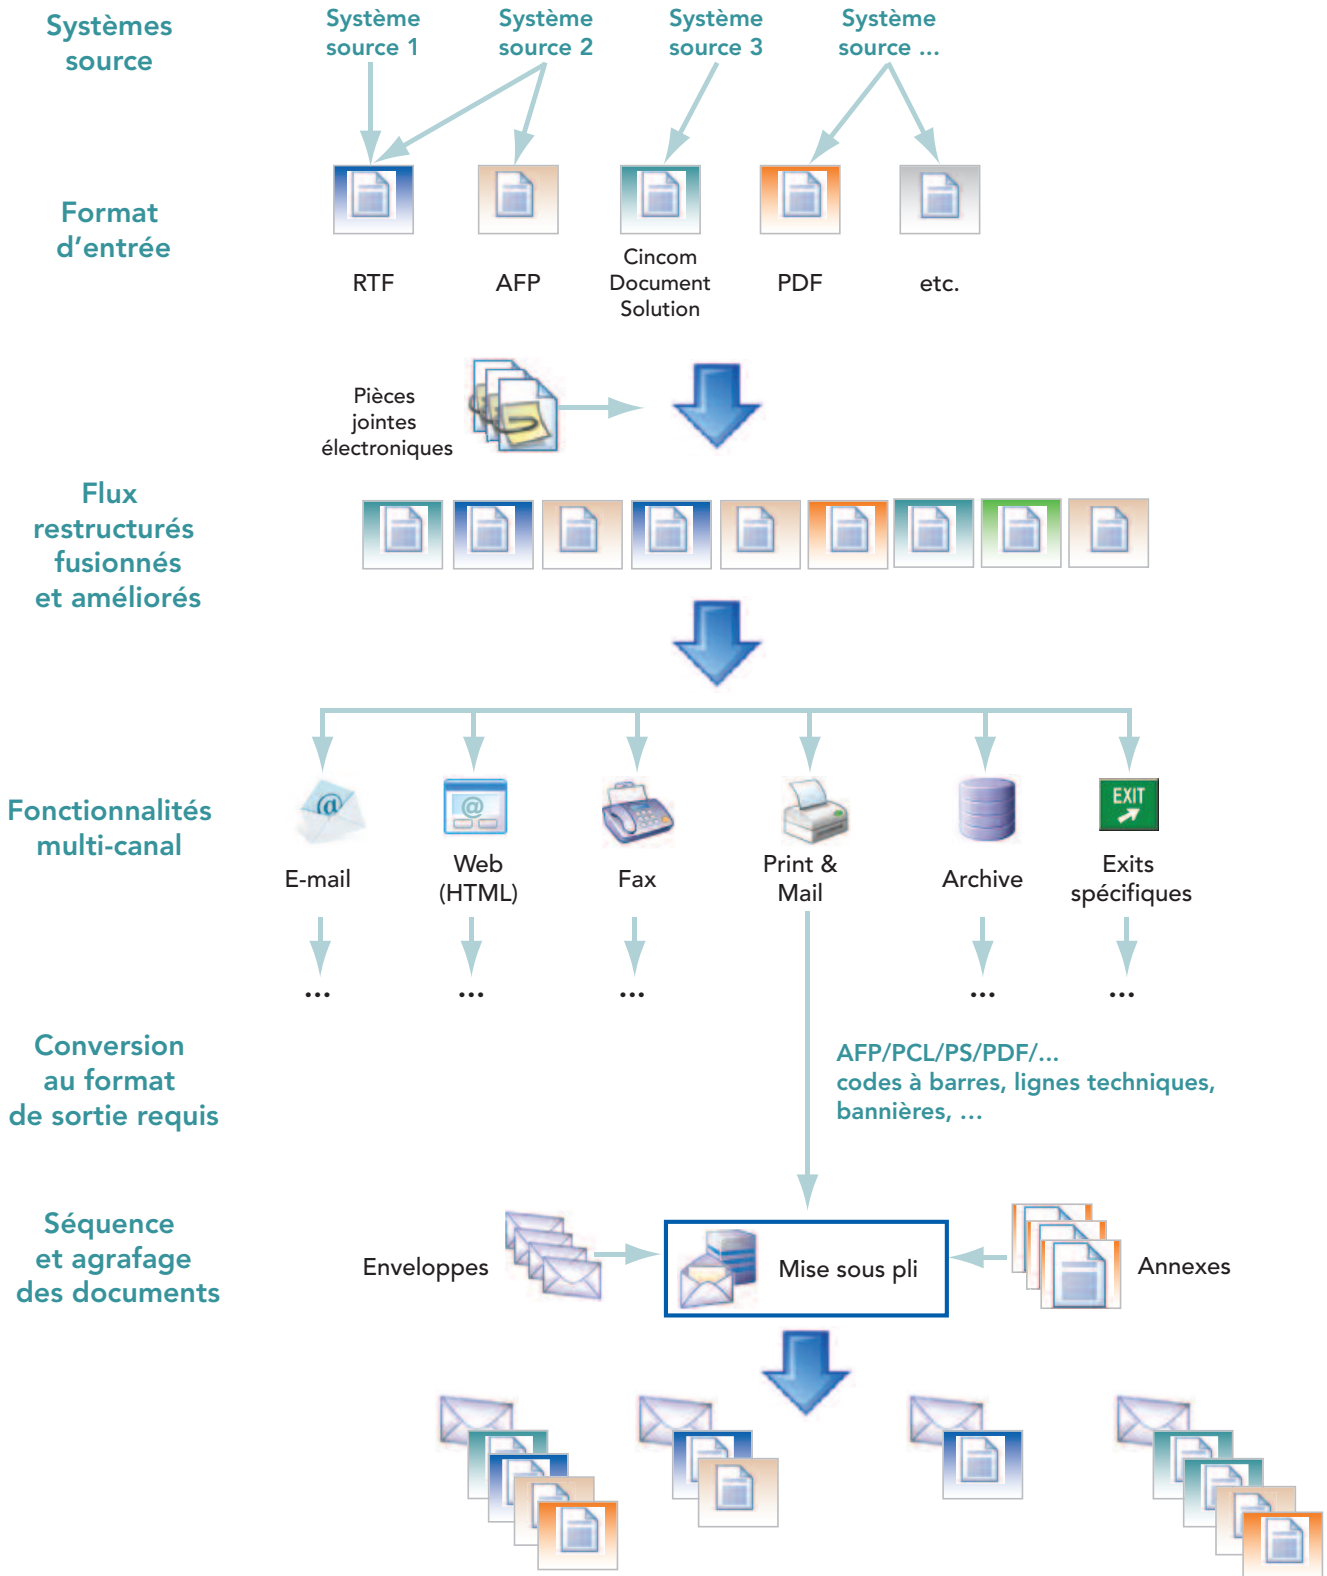 Systèmes
source
Système
source 1
Système
source 2
Système
source 3
Système
source ...
Format
d’entrée
RTF
AFP
Cincom
Document
Solution
PDF
etc.
Pièces
jointes
électroniques
Flux
restructurés
fusionnés
et améliorés
Fonctionnalités
multi-canal
@
E-mail
@
Web
(HTML)
Fax
Print &
Mail
Archive
EXIT
Exits
spécifiques
...
...
...
...
...
Conversion
au format
de sortie requis
AFP/PCL/PS/PDF/...
codes à barres, lignes techniques,
bannières, ...
Séquence
et agrafage
des documents
Enveloppes
Mise sous pli
Annexes